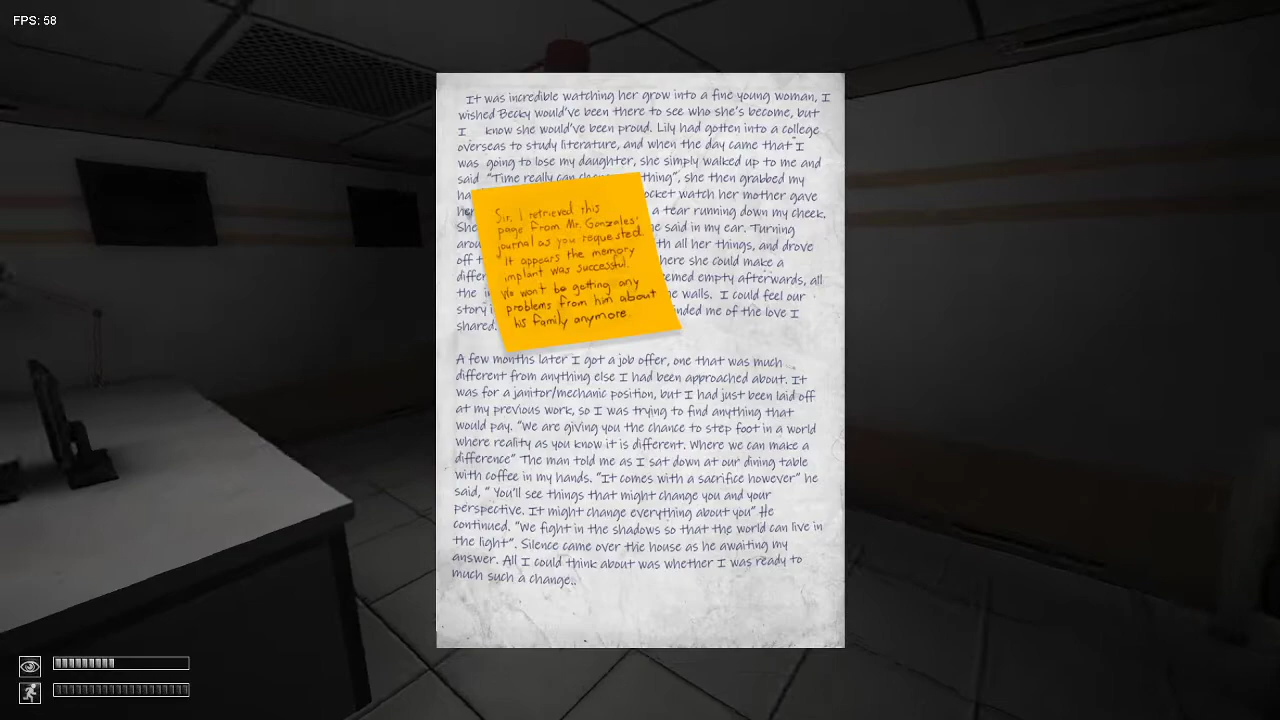 FPS: 58
It was incredible watching her grow into a fine young woman, I
wished Becky would've been there to see who she's become, but
I know she would've been proud. Lily had gotten into a college
overseas to study literature, and when the day came that I
was going to lose my daughter, she simply walked up to me and
said "Time really can thing", she then grabbed my
ocket watch her mother gave
a tear running down my cheek.
She he said in my ear. Turning
arou th all her things, and drove
off t here she could make a
differ emed empty afterwards, all
the i e walls. I could feel our
story i nded me of the love I
shared.
Sir, I retrieved this
page from Mr. Gonzales'
journal as you requested.
It appears the memory
implant was successful.
We won't be getting any
problems from him about
his family anymore.
A few months later I got a job offer, one that was much
different from anything else I had been approached about. It
was for a janitor/mechanic position, but I had just been laid off
at my previous work, so I was trying to find anything that
would pay. "We are giving you the chance to step foot in a world
where reality as you know it is different. Where we can make a
difference" The man told me as I sat down at our dining table
with coffee in my hands. "It comes with a sacrifice however" he
said, " You'll see things that might change you and your
perspective. It might change everything about you" He
continued. "We fight in the shadows so that the world can live in
the light". Silence came over the house as he awaiting my
answer. All I could think about was whether I was ready to
much such a change..